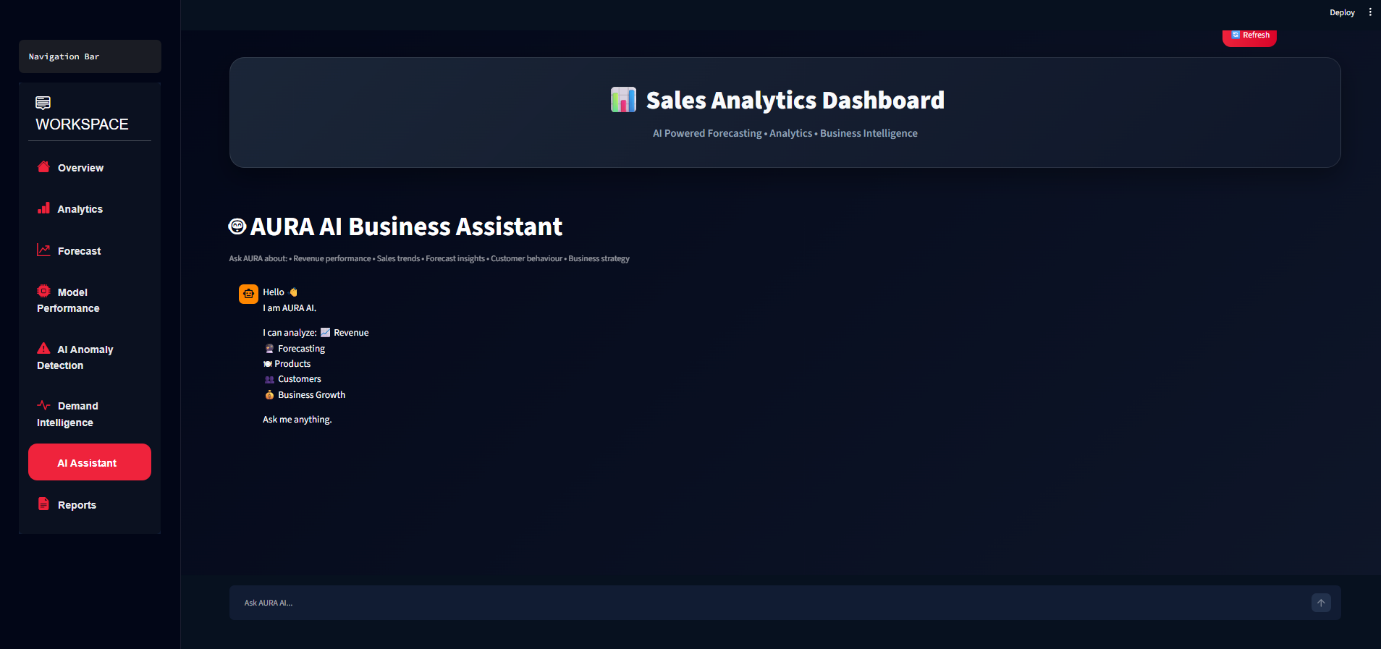 Deploy
Navigation Bar
Refresh
WORKSPACE
Overview
Analytics
Forecast
Model
Performance
AI Anomaly
Detection
Demand
Intelligence
AI Assistant
Reports
Sales Analytics Dashboard
AI Powered Forecasting • Analytics • Business Intelligence
AURA AI Business Assistant
Ask AURA about: • Revenue performance • Sales trends • Forecast insights • Customer behaviour • Business strategy
Hello 👋
I am AURA AI.
I can analyze: 📈 Revenue
🔮 Forecasting
🍽 Products
👥 Customers
💰 Business Growth
Ask me anything.
Ask AURA AI...